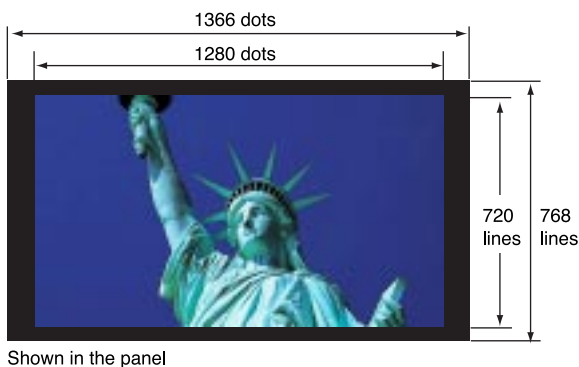 1366 dots
1280 dots
720
lines
768
lines
Shown in the panel